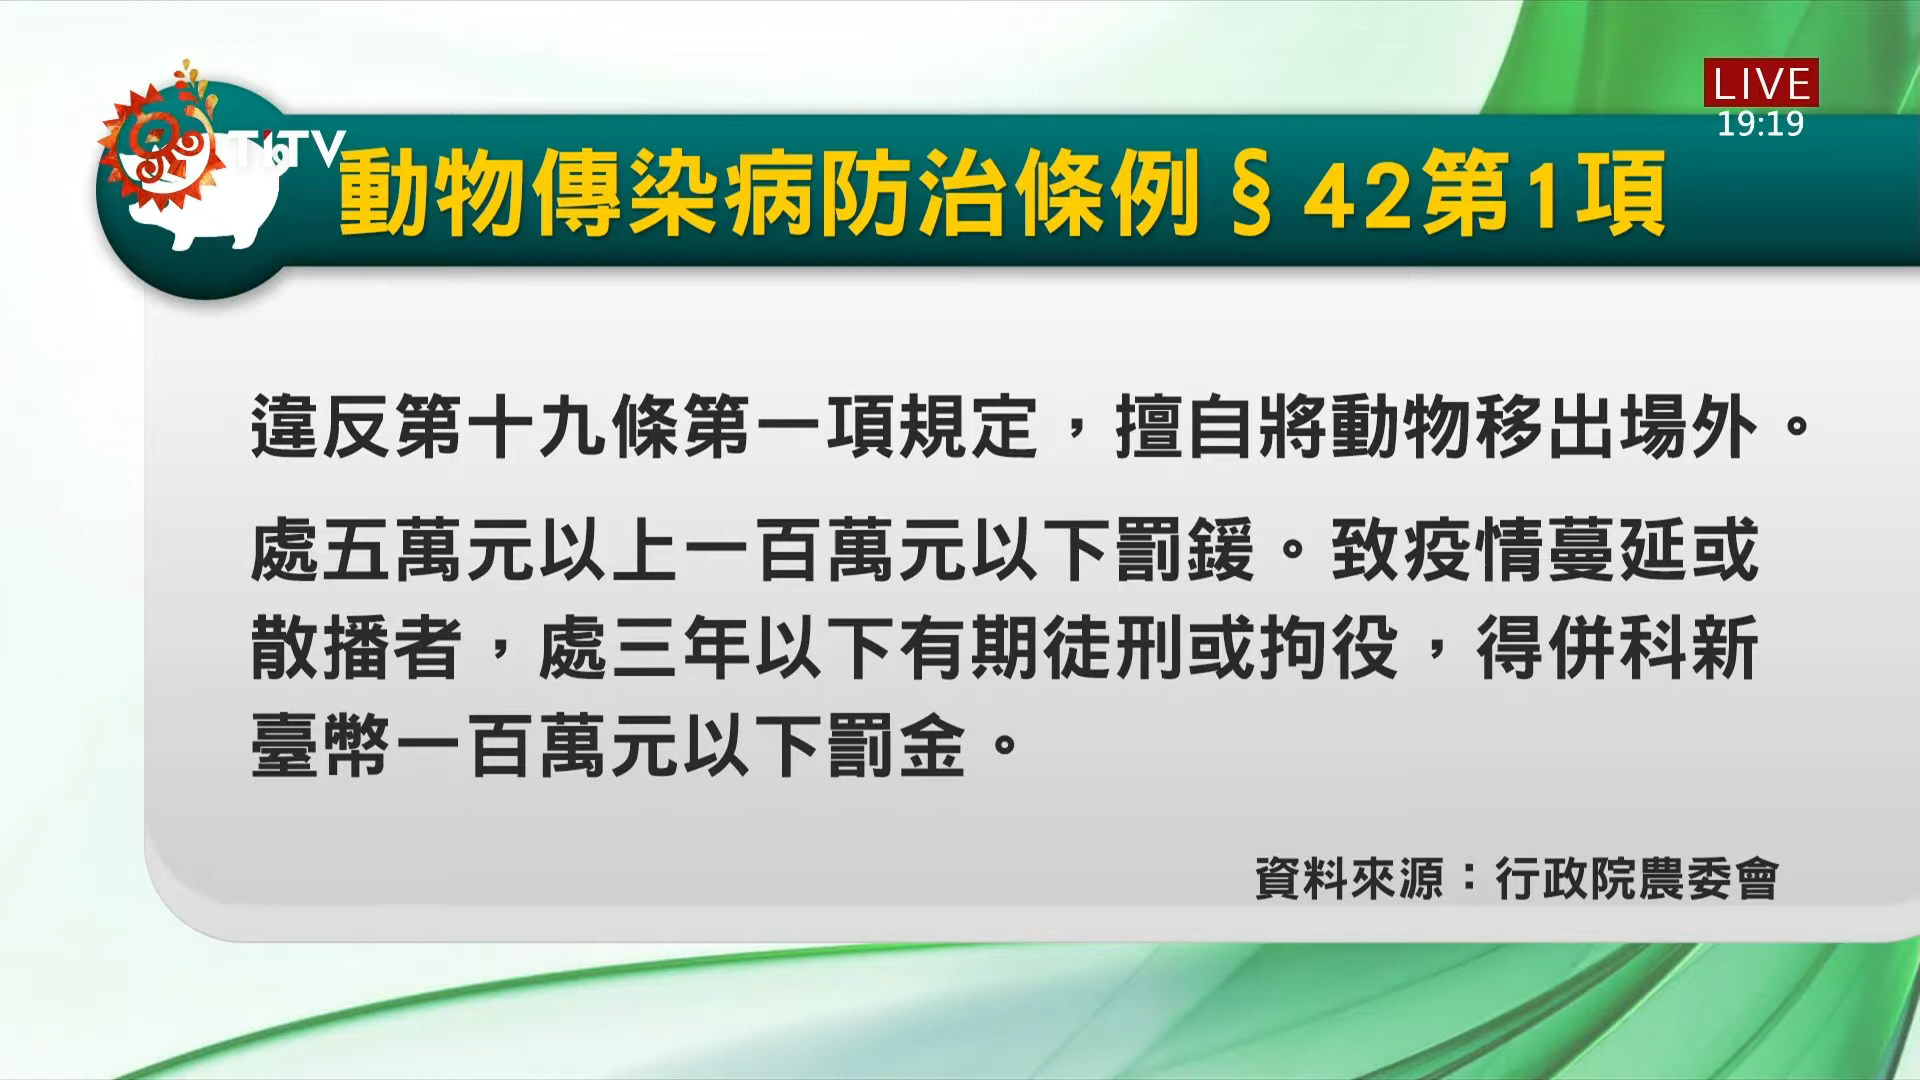 LIVE
19:19
TiTV
動物傳染病防治條例§42第1項
違反第十九條第一項規定，擅自將動物移出場外。
處五萬元以上一百萬元以下罰鍰。致疫情蔓延或
散播者，處三年以下有期徒刑或拘役，得併科新
臺幣一百萬元以下罰金。
資料來源：行政院農委會